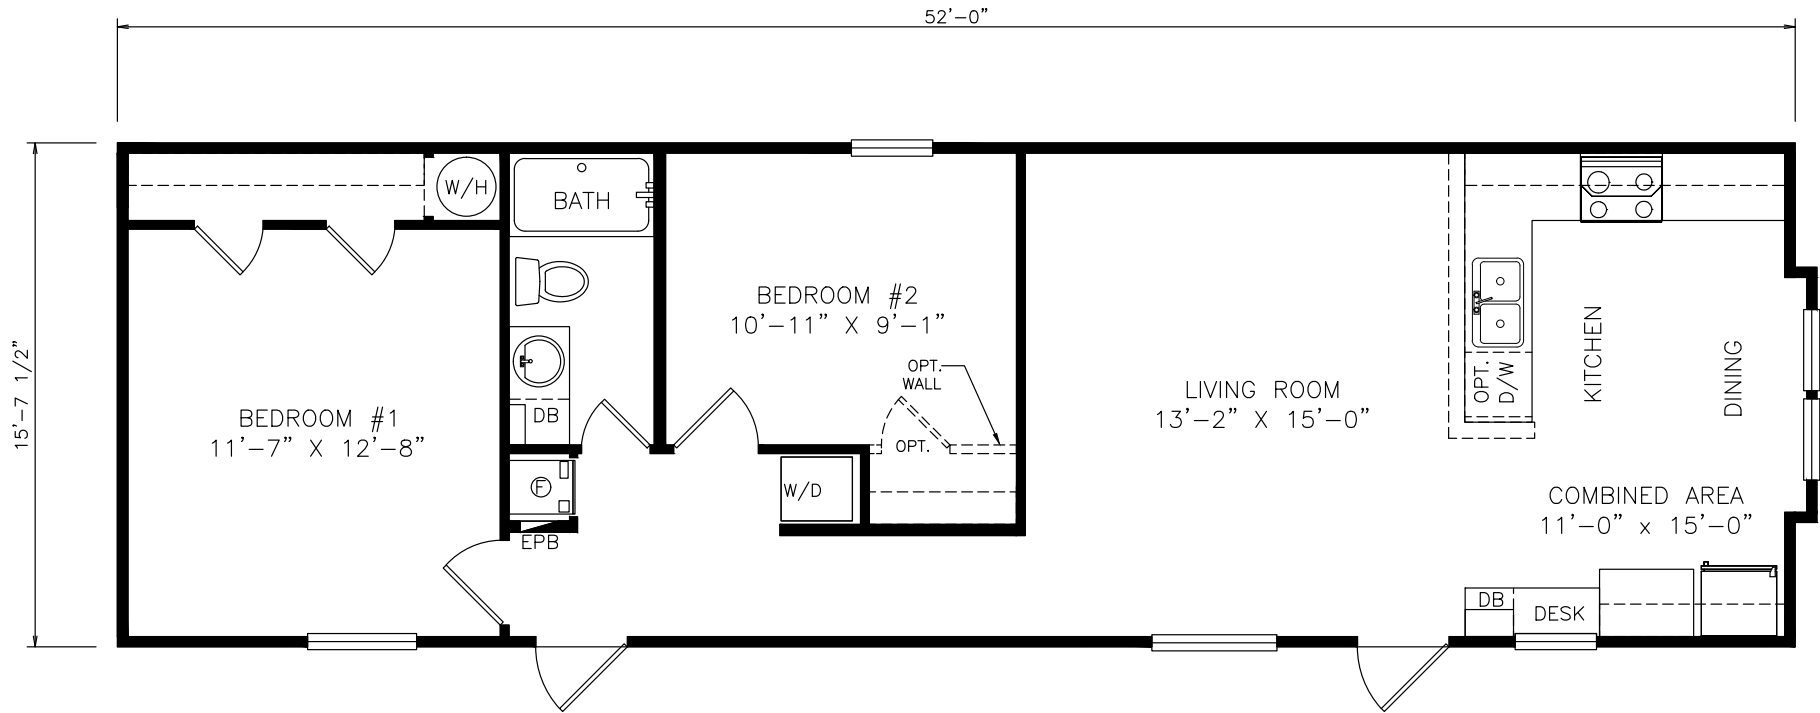 52'-0"
15'-7 1/2"
W/H
BATH
BEDROOM #2
10'-11" X 9'-1"
OPT.
WALL
OPT.
BEDROOM #1
11'-7" X 12'-8"
DB
F
EPB
W/D
LIVING ROOM
13'-2" X 15'-0"
OPT.
D/W
KITCHEN
DINING
COMBINED AREA
11'-0" x 15'-0"
DB
DESK